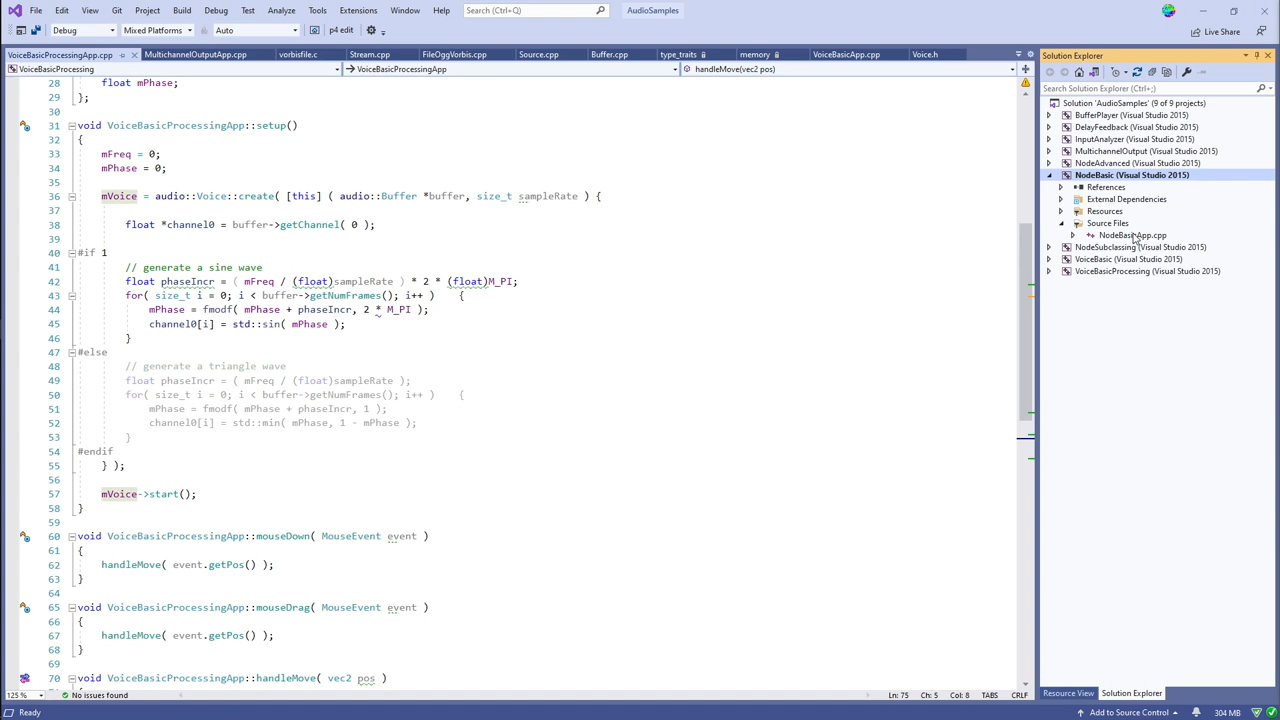 File Edit View Git Project Build Debug Test Analyze Tools Extensions Window Help Search (Ctrl+Q) AudioSamples
Debug Mixed Platforms Auto p4 edit Live Share
VoiceBasicProcessingApp.cpp MultichannelOutputApp.cpp vorbisfile.c Stream.cpp FileOggVorbis.cpp Source.cpp Buffer.cpp type_traits memory VoiceBasicApp.cpp Voice.h
VoiceBasicProcessing VoiceBasicProcessingApp handleMove(vec2 pos)
28 float mPhase;
29 };
30
31 void VoiceBasicProcessingApp::setup()
32 {
33 mFreq = 0;
34 mPhase = 0;
35
36 mVoice = audio::Voice::create( [this] ( audio::Buffer *buffer, size_t sampleRate ) {
37
38 float *channel0 = buffer->getChannel( 0 );
39
40 #if 1
41 // generate a sine wave
42 float phaseIncr = ( mFreq / (float)sampleRate ) * 2 * (float)M_PI;
43 for( size_t i = 0; i < buffer->getNumFrames(); i++ ) {
44 mPhase = fmodf( mPhase + phaseIncr, 2 * M_PI );
45 channel0[i] = std::sin( mPhase );
46 }
47 #else
48 // generate a triangle wave
49 float phaseIncr = ( mFreq / (float)sampleRate );
50 for( size_t i = 0; i < buffer->getNumFrames(); i++ ) {
51 mPhase = fmodf( mPhase + phaseIncr, 1 );
52 channel0[i] = std::min( mPhase, 1 - mPhase );
53 }
54 #endif
55 } );
56
57 mVoice->start();
58 }
59
60 void VoiceBasicProcessingApp::mouseDown( MouseEvent event )
61 {
62 handleMove( event.getPos() );
63 }
64
65 void VoiceBasicProcessingApp::mouseDrag( MouseEvent event )
66 {
67 handleMove( event.getPos() );
68 }
69
70 void VoiceBasicProcessingApp::handleMove( vec2 pos )
125 % No issues found Ln: 75 Ch: 5 Col: 8 TABS CRLF
Solution Explorer
Search Solution Explorer (Ctrl+;)
Solution 'AudioSamples' (9 of 9 projects)
BufferPlayer (Visual Studio 2015)
DelayFeedback (Visual Studio 2015)
InputAnalyzer (Visual Studio 2015)
MultichannelOutput (Visual Studio 2015)
NodeAdvanced (Visual Studio 2015)
NodeBasic (Visual Studio 2015)
References
External Dependencies
Resources
Source Files
NodeBasicApp.cpp
NodeSubclassing (Visual Studio 2015)
VoiceBasic (Visual Studio 2015)
VoiceBasicProcessing (Visual Studio 2015)
Resource View Solution Explorer
Ready Add to Source Control 304 MB